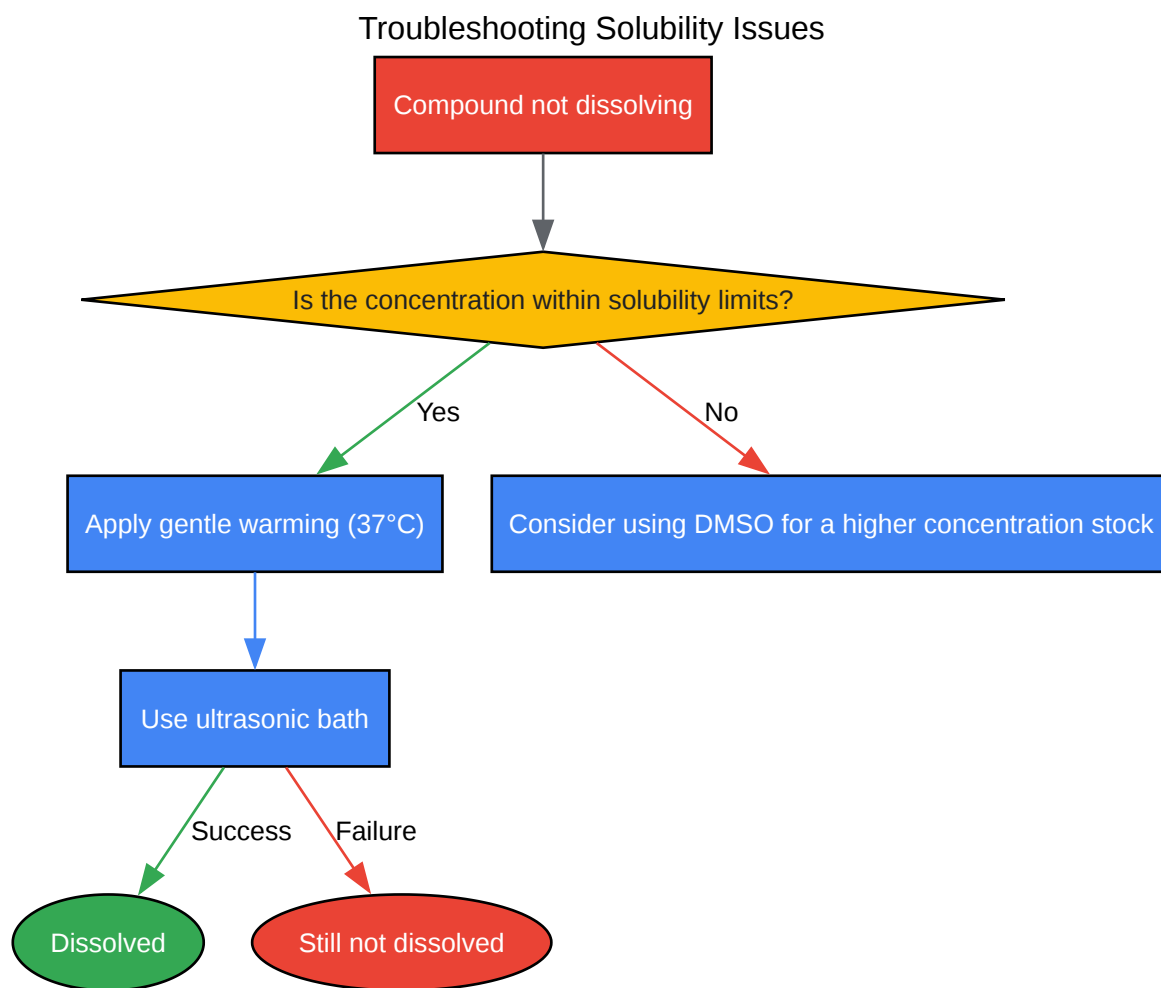 Troubleshooting Solubility Issues
Compound not dissolving
Is the concentration within solubility limits?
Yes
No
Apply gentle warming (37°C)
Consider using DMSO for a higher concentration stock
Use ultrasonic bath
Success
Failure
Dissolved
Still not dissolved